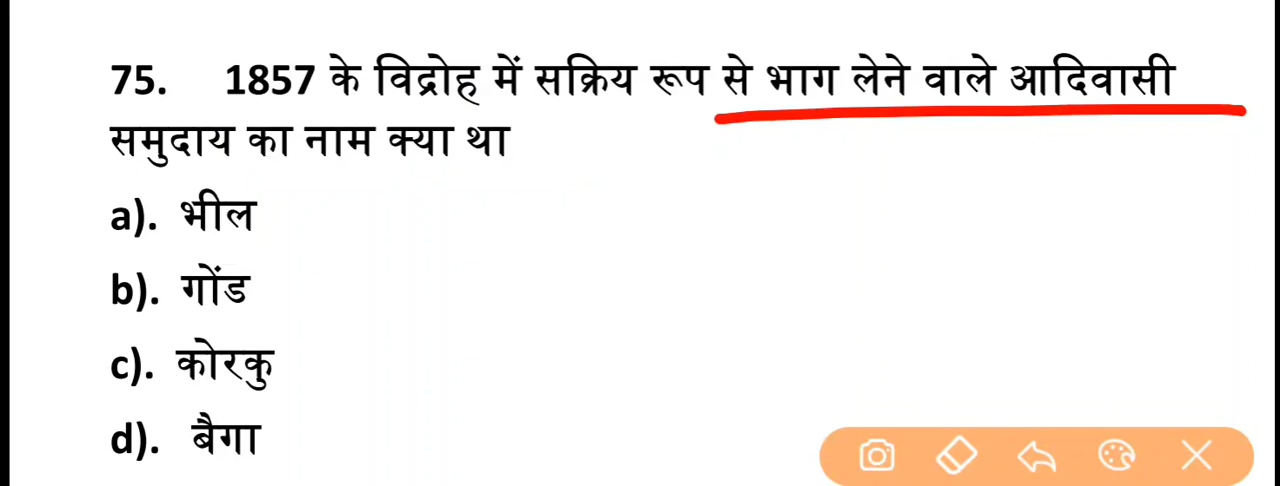 75. 1857 के विद्रोह में सक्रिय रूप से भाग लेने वाले आदिवासी
समुदाय का नाम क्या था
a). भील
b). गोंड
c). कोरकु
d). बैगा